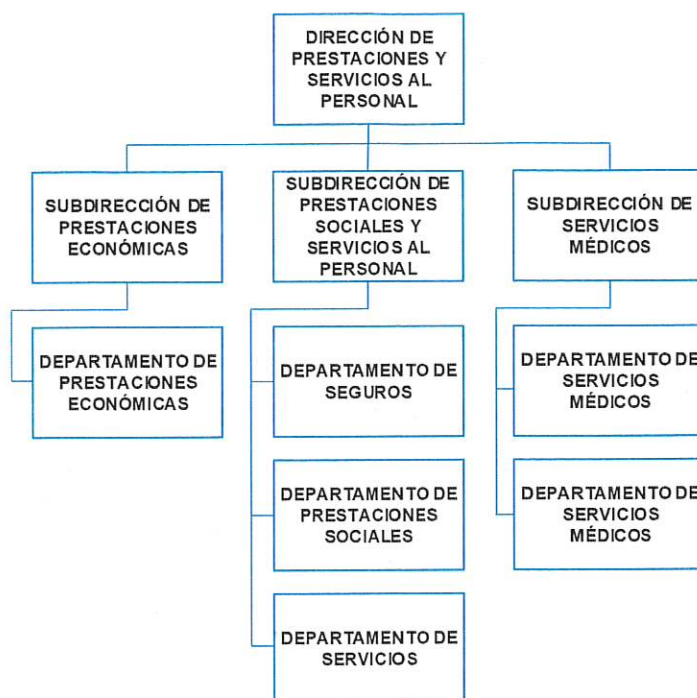 DIRECCIÓN DE
PRESTACIONES Y
SERVICIOS AL
PERSONAL
SUBDIRECCIÓN DE
PRESTACIONES
ECONÓMICAS
SUBDIRECCIÓN DE
PRESTACIONES
SOCIALES Y
SERVICIOS AL
PERSONAL
SUBDIRECCIÓN DE
SERVICIOS
MÉDICOS
DEPARTAMENTO DE
PRESTACIONES
ECONÓMICAS
DEPARTAMENTO DE
SEGUROS
DEPARTAMENTO DE
SERVICIOS
MÉDICOS
DEPARTAMENTO DE
PRESTACIONES
SOCIALES
DEPARTAMENTO DE
SERVICIOS
MÉDICOS
DEPARTAMENTO DE
SERVICIOS